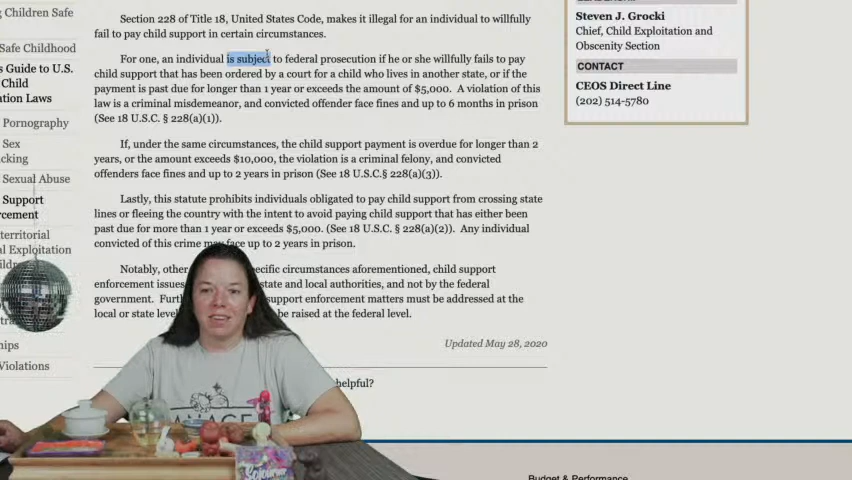 ng Children Safe
Safe Childhood
s Guide to U.S.
Child
tion Laws
Pornography
Sex
cking
Sexual Abuse
Support
rcement
territorial
al Exploitation
ildre
hips
Violations
Section 228 of Title 18, United States Code, makes it illegal for an individual to willfully
fail to pay child support in certain circumstances.
For one, an individual is subject to federal prosecution if he or she willfully fails to pay
child support that has been ordered by a court for a child who lives in another state, or if the
payment is past due for longer than 1 year or exceeds the amount of $5,000. A violation of this
law is a criminal misdemeanor, and convicted offender face fines and up to 6 months in prison
(See 18 U.S.C. § 228(a)(1)).
If, under the same circumstances, the child support payment is overdue for longer than 2
years, or the amount exceeds $10,000, the violation is a criminal felony, and convicted
offenders face fines and up to 2 years in prison (See 18 U.S.C.§ 228(a)(3)).
Lastly, this statute prohibits individuals obligated to pay child support from crossing state
lines or fleeing the country with the intent to avoid paying child support that has either been
past due for more than 1 year or exceeds $5,000. (See 18 U.S.C. § 228(a)(2)). Any individual
convicted of this crime may face up to 2 years in prison.
Notably, other ecific circumstances aforementioned, child support
enforcement issues state and local authorities, and not by the federal
government. Furth support enforcement matters must be addressed at the
local or state level be raised at the federal level.
Updated May 28, 2020
helpful?
Steven J. Grocki
Chief, Child Exploitation and
Obscenity Section
CONTACT
CEOS Direct Line
(202) 514-5780
Budget & Performance